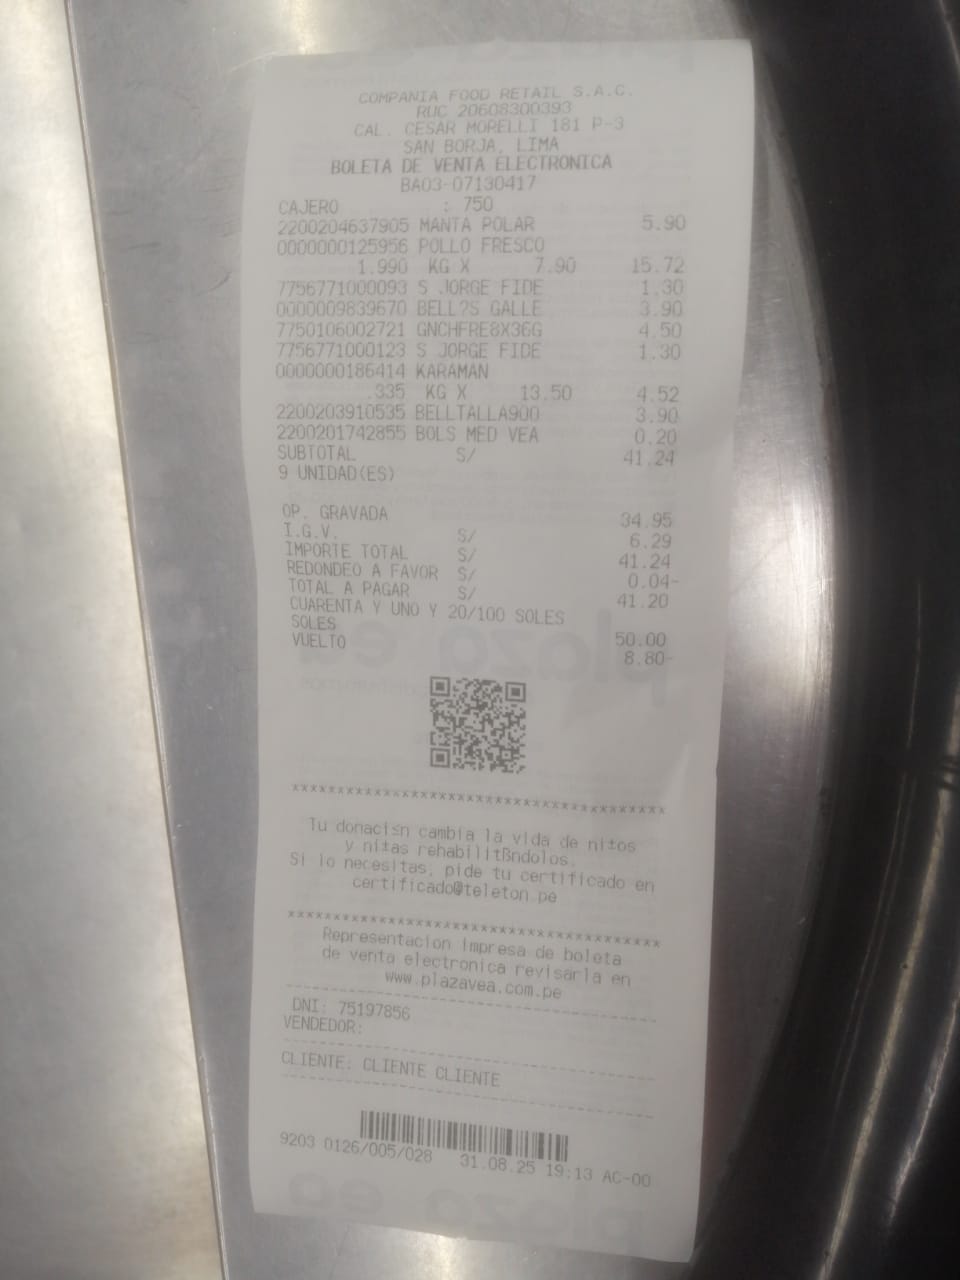 COMPANIA FOOD RETAIL S.A.C.
RUC 20608300393
CAL. CESAR MORELLI 181 P-3
SAN BORJA, LIMA
BOLETA DE VENTA ELECTRONICA
BA03-07130417
CAJERO : 750
2200204637905 MANTA POLAR 5.90
0000000125956 POLLO FRESCO
1.990 KG X 7.90 15.72
7756771000093 S JORGE FIDE 1.30
0000009839670 BELL?S GALLE 3.90
7750106002721 GNCHFRE8X36G 4.50
7756771000123 S JORGE FIDE 1.30
0000000186414 KARAMAN
.335 KG X 13.50 4.52
2200203910535 BELLTALLA900 3.90
2200201742855 BOLS MED VEA 0.20
SUBTOTAL S/ 41.24
9 UNIDAD(ES)
OP. GRAVADA 34.95
I.G.V. S/ 6.29
IMPORTE TOTAL S/ 41.24
REDONDEO A FAVOR S/ 0.04-
TOTAL A PAGAR S/ 41.20
CUARENTA Y UNO Y 20/100 SOLES
SOLES 50.00
VUELTO 8.80-
****************************************
Tu donación cambia la vida de ni±os
y ni±as rehabilitßndolos.
Si lo necesitas, pide tu certificado en
certificado@teleton.pe
****************************************
Representacion Impresa de boleta
de venta electronica revisarla en
www.plazavea.com.pe
DNI: 75197856
VENDEDOR:
CLIENTE: CLIENTE CLIENTE
9203 0126/005/028 31.08.25 19:13 AC-00